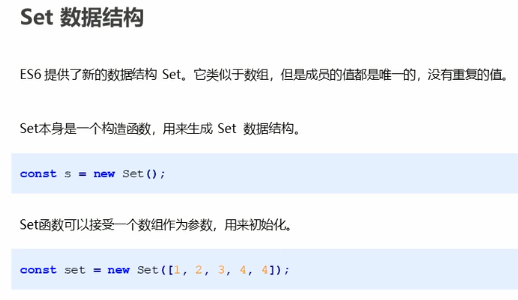 Set 数据结构
ES6 提供了新的数据结构 Set。它类似于数组，但是成员的值都是唯一的，没有重复的值。
Set本身是一个构造函数，用来生成 Set 数据结构。
const s = new Set();
Set函数可以接受一个数组作为参数，用来初始化。
const set = new Set([1, 2, 3, 4, 4]);